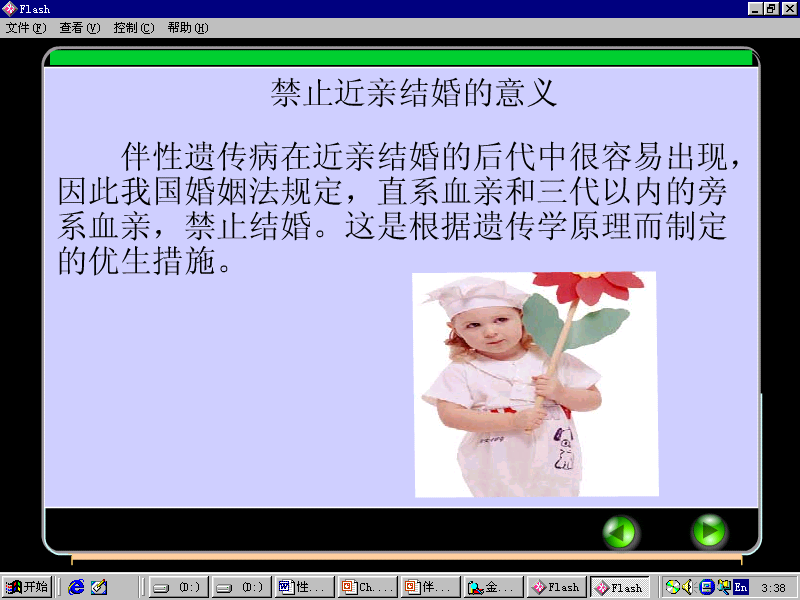 Flash
文件(F) 查看(V) 控制(C) 帮助(H)
禁止近亲结婚的意义
伴性遗传病在近亲结婚的后代中很容易出现，
因此我国婚姻法规定，直系血亲和三代以内的旁
系血亲，禁止结婚。这是根据遗传学原理而制定
的优生措施。
开始 (D:) (D:) 性... Ch... 伴... 金... Flash Flash En 3:38